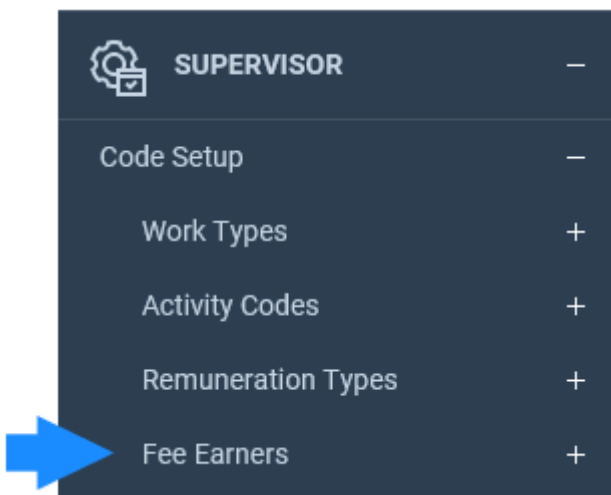 SUPERVISOR −
Code Setup −
Work Types +
Activity Codes +
Remuneration Types +
Fee Earners +